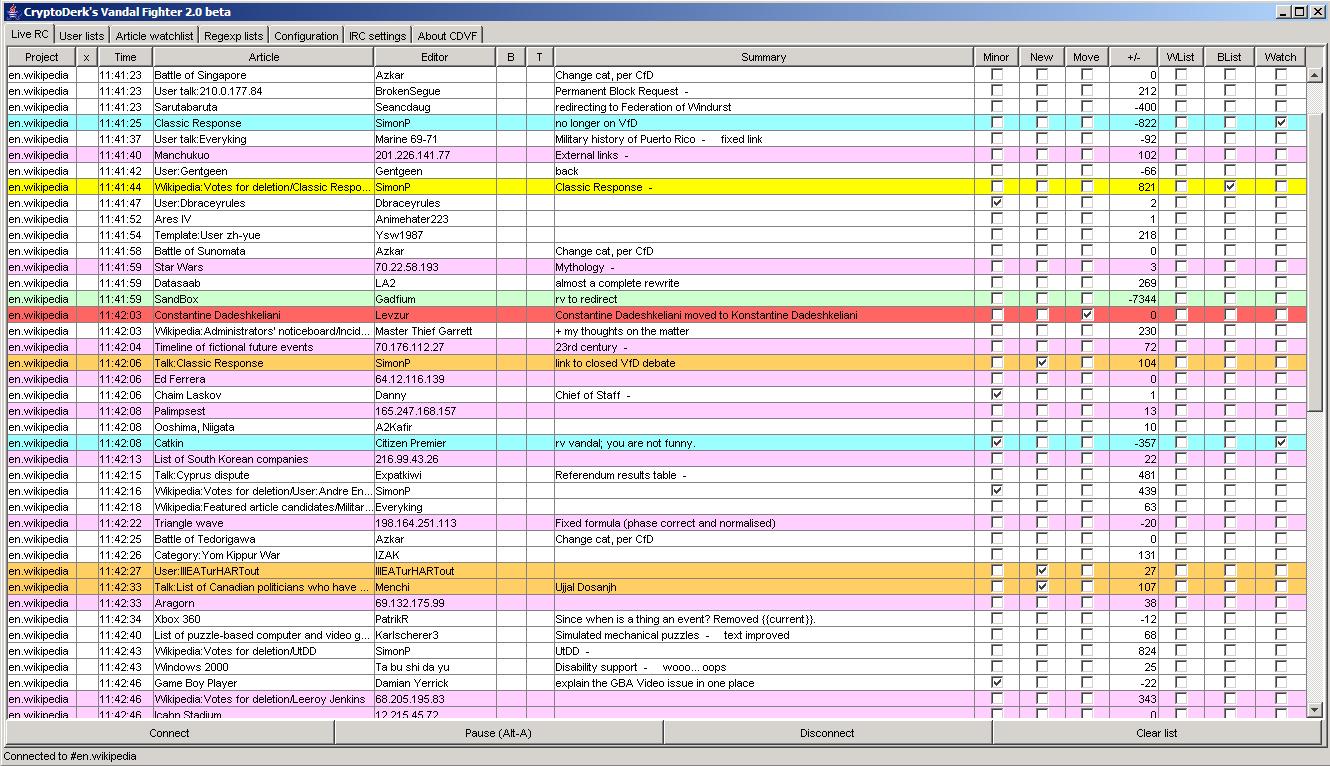 CryptoDerk's Vandal Fighter 2.0 beta
Live RC User lists Article watchlist Regexp lists Configuration IRC settings About CDVF
Project x Time Article Editor B T Summary Minor New Move +/- WList BList Watch
en.wikipedia 11:41:23 Battle of Singapore Azkar Change cat, per CfD 0
en.wikipedia 11:41:23 User talk:210.0.177.84 BrokenSegue Permanent Block Request - 212
en.wikipedia 11:41:23 Sarutabaruta Seancdaug redirecting to Federation of Windurst -400
en.wikipedia 11:41:25 Classic Response SimonP no longer on VfD -822
en.wikipedia 11:41:37 User talk:Everyking Marine 69-71 Military history of Puerto Rico - fixed link -92
en.wikipedia 11:41:40 Manchukuo 201.226.141.77 External links - 102
en.wikipedia 11:41:42 User:Gentgeen Gentgeen back -66
en.wikipedia 11:41:44 Wikipedia:Votes for deletion/Classic Respo... SimonP Classic Response - 821
en.wikipedia 11:41:47 User:Dbraceyrules Dbraceyrules 2
en.wikipedia 11:41:52 Ares IV Animehater223 1
en.wikipedia 11:41:54 Template:User zh-yue Ysw1987 218
en.wikipedia 11:41:58 Battle of Sunomata Azkar Change cat, per CfD 0
en.wikipedia 11:41:59 Star Wars 70.22.58.193 Mythology - 3
en.wikipedia 11:41:59 Datasaab LA2 almost a complete rewrite 269
en.wikipedia 11:41:59 SandBox Gadfium rv to redirect -7344
en.wikipedia 11:42:03 Constantine Dadeshkeliani Levzur Constantine Dadeshkeliani moved to Konstantine Dadeshkeliani 0
en.wikipedia 11:42:03 Wikipedia:Administrators' noticeboard/Incid... Master Thief Garrett + my thoughts on the matter 230
en.wikipedia 11:42:04 Timeline of fictional future events 70.176.112.27 23rd century - 72
en.wikipedia 11:42:06 Talk:Classic Response SimonP link to closed VfD debate 104
en.wikipedia 11:42:06 Ed Ferrera 64.12.116.139 0
en.wikipedia 11:42:06 Chaim Laskov Danny Chief of Staff - 1
en.wikipedia 11:42:08 Palimpsest 165.247.168.157 13
en.wikipedia 11:42:08 Ooshima, Niigata A2Kafir 10
en.wikipedia 11:42:08 Catkin Citizen Premier rv vandal; you are not funny. -357
en.wikipedia 11:42:13 List of South Korean companies 216.99.43.26 22
en.wikipedia 11:42:15 Talk:Cyprus dispute Expatkiwi Referendum results table - 481
en.wikipedia 11:42:16 Wikipedia:Votes for deletion/User:Andre En... SimonP 439
en.wikipedia 11:42:18 Wikipedia:Featured article candidates/Militar... Everyking 63
en.wikipedia 11:42:22 Triangle wave 198.164.251.113 Fixed formula (phase correct and normalised) -20
en.wikipedia 11:42:25 Battle of Tedorigawa Azkar Change cat, per CfD 0
en.wikipedia 11:42:26 Category:Yom Kippur War IZAK 131
en.wikipedia 11:42:27 27
en.wikipedia 11:42:33 Talk:List of Canadian politicians who have ... Menchi Ujjal Dosanjh 107
en.wikipedia 11:42:33 Aragorn 69.132.175.99 38
en.wikipedia 11:42:34 Xbox 360 PatrikR Since when is a thing an event? Removed {{current}}. -12
en.wikipedia 11:42:40 List of puzzle-based computer and video g... Karlscherer3 Simulated mechanical puzzles - text improved 68
en.wikipedia 11:42:43 Wikipedia:Votes for deletion/UtDD SimonP UtDD - 824
en.wikipedia 11:42:43 Windows 2000 Ta bu shi da yu Disability support - wooo... oops 25
en.wikipedia 11:42:46 Game Boy Player Damian Yerrick explain the GBA Video issue in one place -22
en.wikipedia 11:42:46 Wikipedia:Votes for deletion/Leeroy Jenkins 68.205.195.83 343
en.wikipedia 11:42:46 Icahn Stadium 12.215.45.72 0
Connect Pause (Alt-A) Disconnect Clear list
Connected to #en.wikipedia